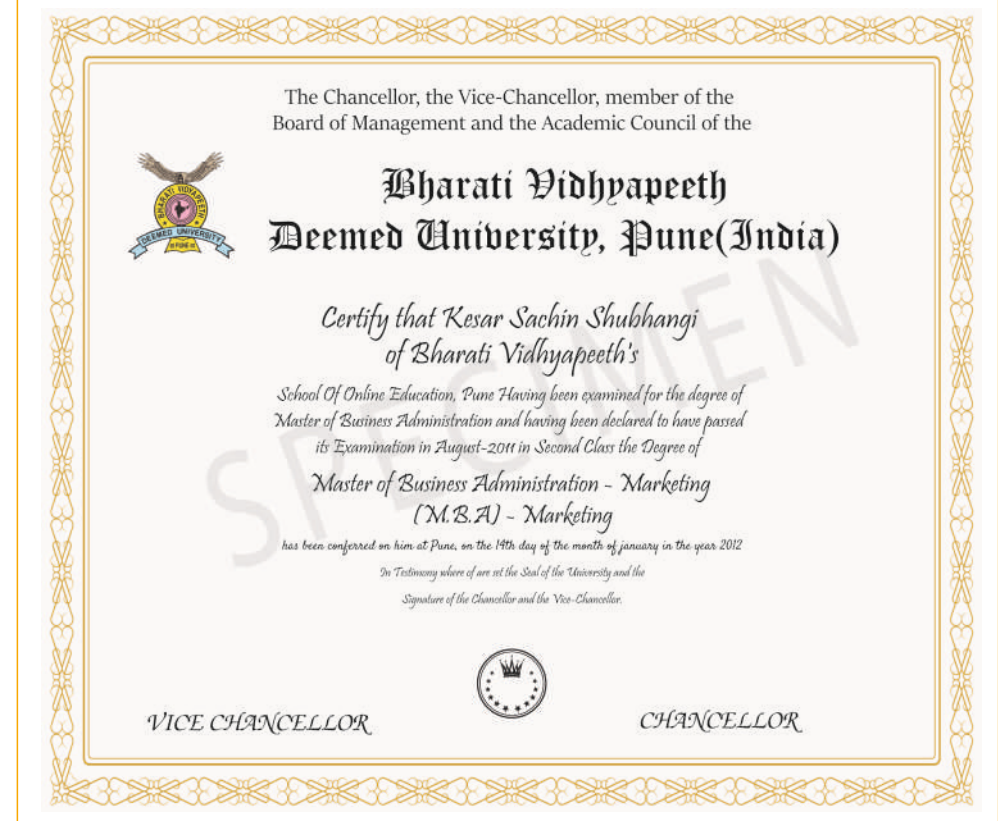 The Chancellor, the Vice-Chancellor, member of the
Board of Management and the Academic Council of the
BHARATI VIDYAPEETH
DEEMED UNIVERSITY
PUNE
Bharati Vidhyapeeth
Deemed University, Pune(India)
SPECIMEN
Certify that Kesar Sachin Shubhangi
of Bharati Vidhyapeeth's
School Of Online Education, Pune Having been examined for the degree of
Master of Business Administration and having been declared to have passed
its Examination in August-2011 in Second Class the Degree of
Master of Business Administration - Marketing
(M.B.A) - Marketing
has been conferred on him at Pune, on the 14th day of the month of january in the year 2012
In Testimony where of are set the Seal of the University and the
Signature of the Chancellor and the Vice-Chancellor.
VICE CHANCELLOR
CHANCELLOR